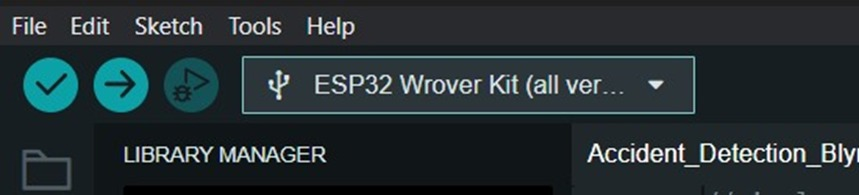 File Edit Sketch Tools Help
ESP32 Wrover Kit (all ver...
LIBRARY MANAGER
Accident_Detection_Bly